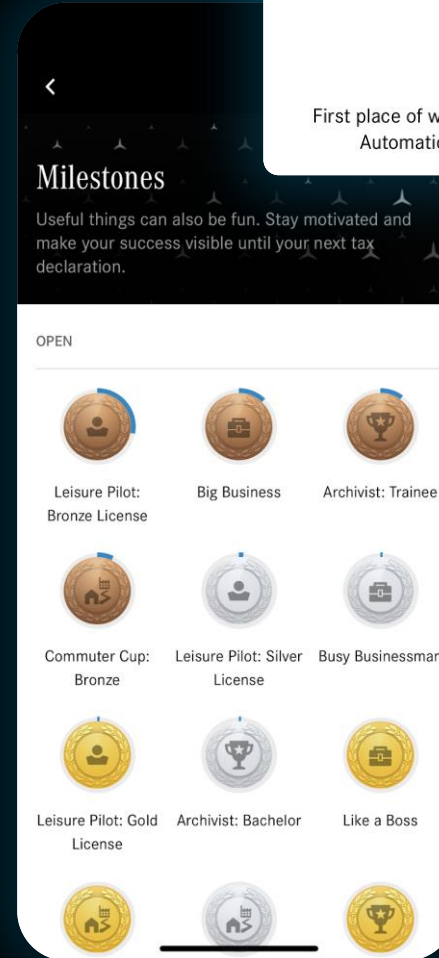 First place of
Automatic
Milestones
Useful things can also be fun. Stay motivated and
make your success visible until your next tax
declaration.
OPEN
Leisure Pilot:
Bronze License
Big Business
Archivist: Trainee
Commuter Cup:
Bronze
Leisure Pilot: Silver
License
Busy Businessman
Leisure Pilot: Gold
License
Archivist: Bachelor
Like a Boss